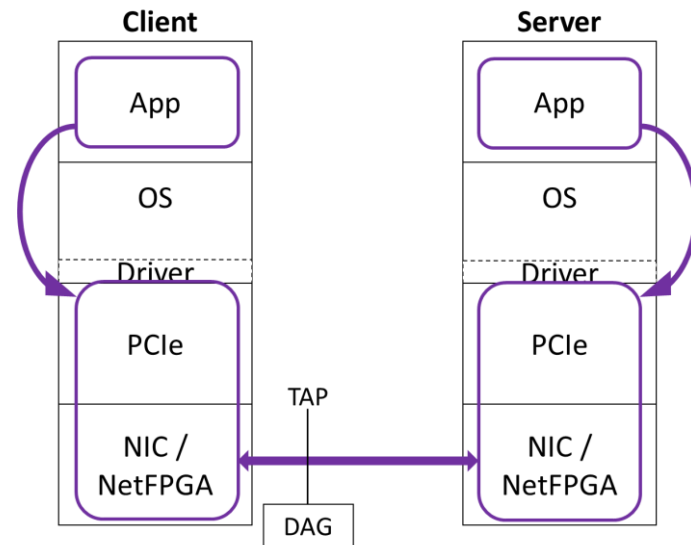 Client
App
OS
Driver
PCIe
NIC /
NetFPGA
TAP
DAG
Server
App
OS
Driver
PCIe
NIC /
NetFPGA